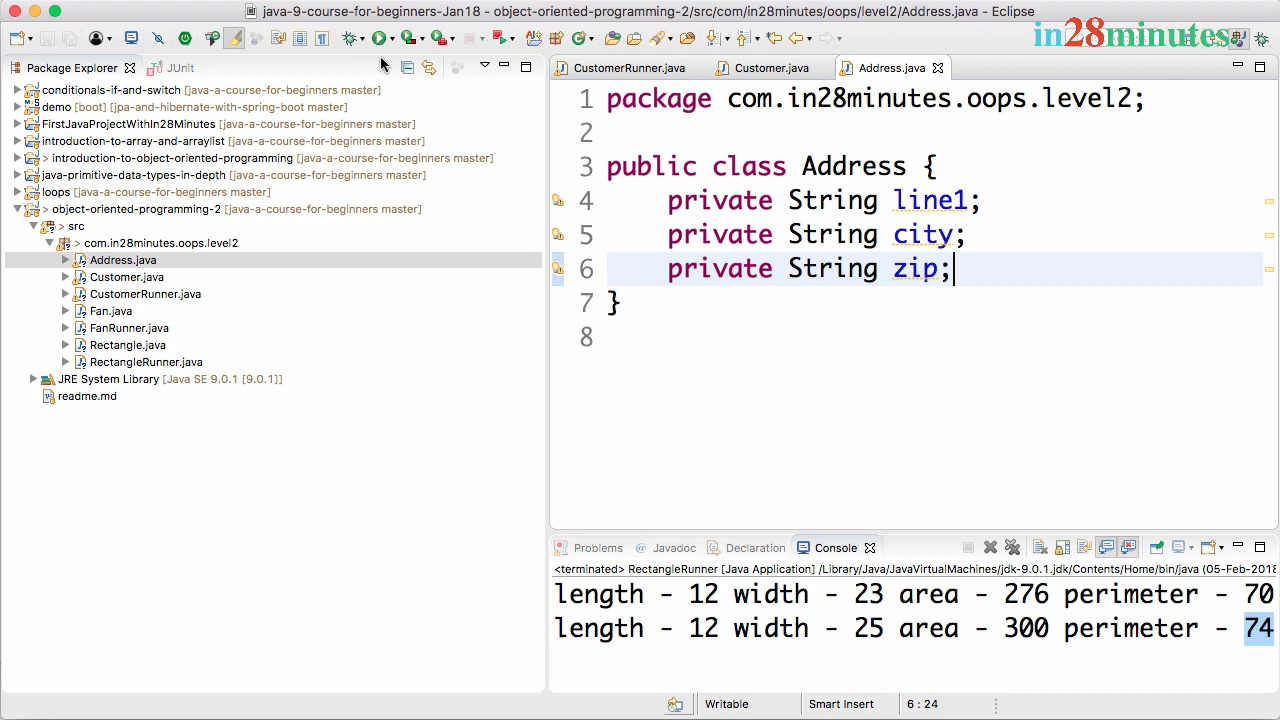 java-9-course-for-beginners-Jan18 - object-oriented-programming-2/src/com/in28minutes/oops/level2/Address.java - Eclipse
in28minutes
Package Explorer
JUnit
conditionals-if-and-switch [java-a-course-for-beginners master]
demo [boot] [jpa-and-hibernate-with-spring-boot master]
FirstJavaProjectWithIn28Minutes [java-a-course-for-beginners master]
introduction-to-array-and-arraylist [java-a-course-for-beginners master]
> introduction-to-object-oriented-programming [java-a-course-for-beginners master]
java-primitive-data-types-in-depth [java-a-course-for-beginners master]
loops [java-a-course-for-beginners master]
> object-oriented-programming-2 [java-a-course-for-beginners master]
> src
> com.in28minutes.oops.level2
Address.java
Customer.java
CustomerRunner.java
Fan.java
FanRunner.java
Rectangle.java
RectangleRunner.java
JRE System Library [Java SE 9.0.1 [9.0.1]]
readme.md
CustomerRunner.java
Customer.java
Address.java
1 package com.in28minutes.oops.level2;
2
3 public class Address {
4 private String line1;
5 private String city;
6 private String zip;
7 }
8
Problems
@ Javadoc
Declaration
Console
<terminated> RectangleRunner [Java Application] /Library/Java/JavaVirtualMachines/jdk-9.0.1.jdk/Contents/Home/bin/java (05-Feb-2018
length - 12 width - 23 area - 276 perimeter - 70
length - 12 width - 25 area - 300 perimeter - 74
Writable
Smart Insert
6 : 24